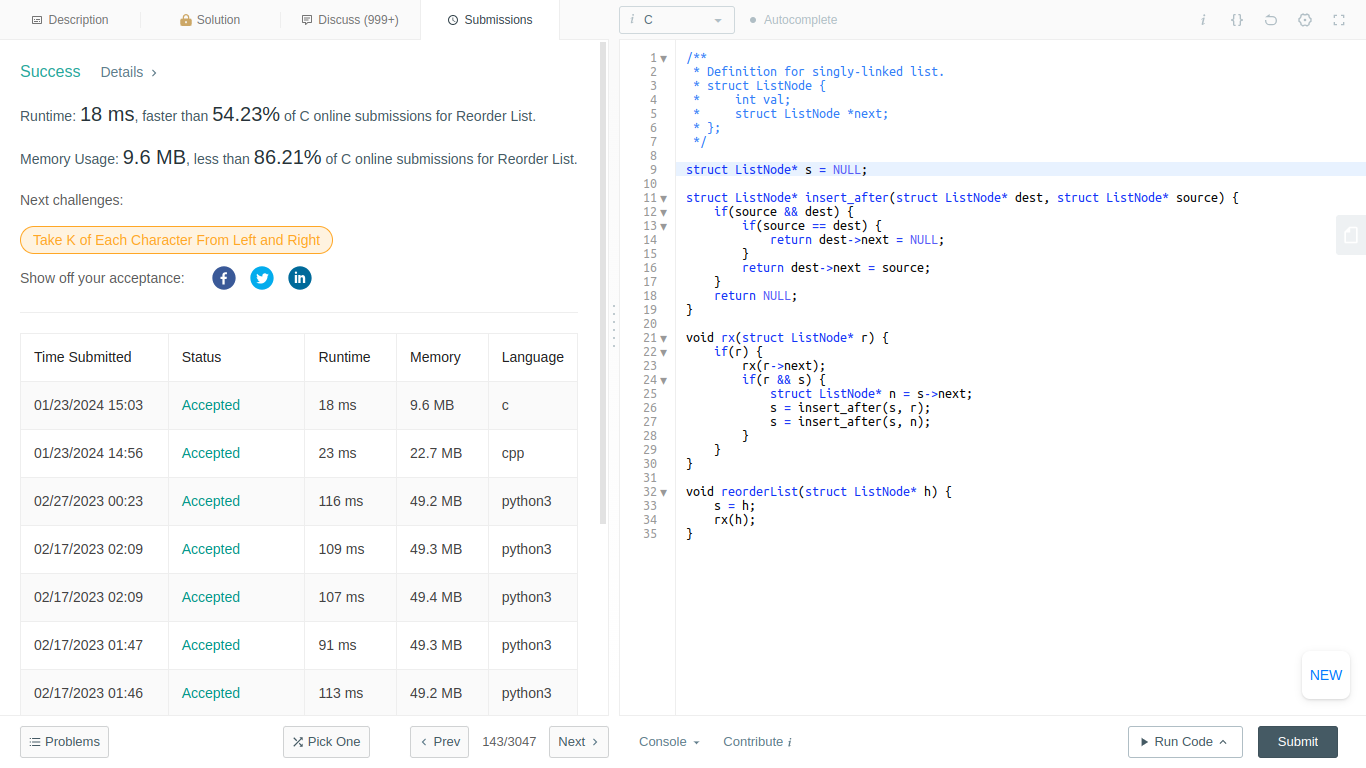 Description
Solution
Discuss (999+)
Submissions
i C
Autocomplete
i {}
Success Details
Runtime: 18 ms, faster than 54.23% of C online submissions for Reorder List.
Memory Usage: 9.6 MB, less than 86.21% of C online submissions for Reorder List.
Next challenges:
Take K of Each Character From Left and Right
Show off your acceptance:
Time Submitted Status Runtime Memory Language
01/23/2024 15:03 Accepted 18 ms 9.6 MB c
01/23/2024 14:56 Accepted 23 ms 22.7 MB cpp
02/27/2023 00:23 Accepted 116 ms 49.2 MB python3
02/17/2023 02:09 Accepted 109 ms 49.3 MB python3
02/17/2023 02:09 Accepted 107 ms 49.4 MB python3
02/17/2023 01:47 Accepted 91 ms 49.3 MB python3
02/17/2023 01:46 Accepted 113 ms 49.2 MB python3
1 /**
2  * Definition for singly-linked list.
3  * struct ListNode {
4  *     int val;
5  *     struct ListNode *next;
6  * };
7  */
8
9 struct ListNode* s = NULL;
10
11 struct ListNode* insert_after(struct ListNode* dest, struct ListNode* source) {
12     if(source && dest) {
13         if(source == dest) {
14             return dest->next = NULL;
15         }
16         return dest->next = source;
17     }
18     return NULL;
19 }
20
21 void rx(struct ListNode* r) {
22     if(r) {
23         rx(r->next);
24         if(r && s) {
25             struct ListNode* n = s->next;
26             s = insert_after(s, r);
27             s = insert_after(s, n);
28         }
29     }
30 }
31
32 void reorderList(struct ListNode* h) {
33     s = h;
34     rx(h);
35 }
NEW
Problems
Pick One
Prev
143/3047
Next
Console
Contribute i
Run Code
Submit